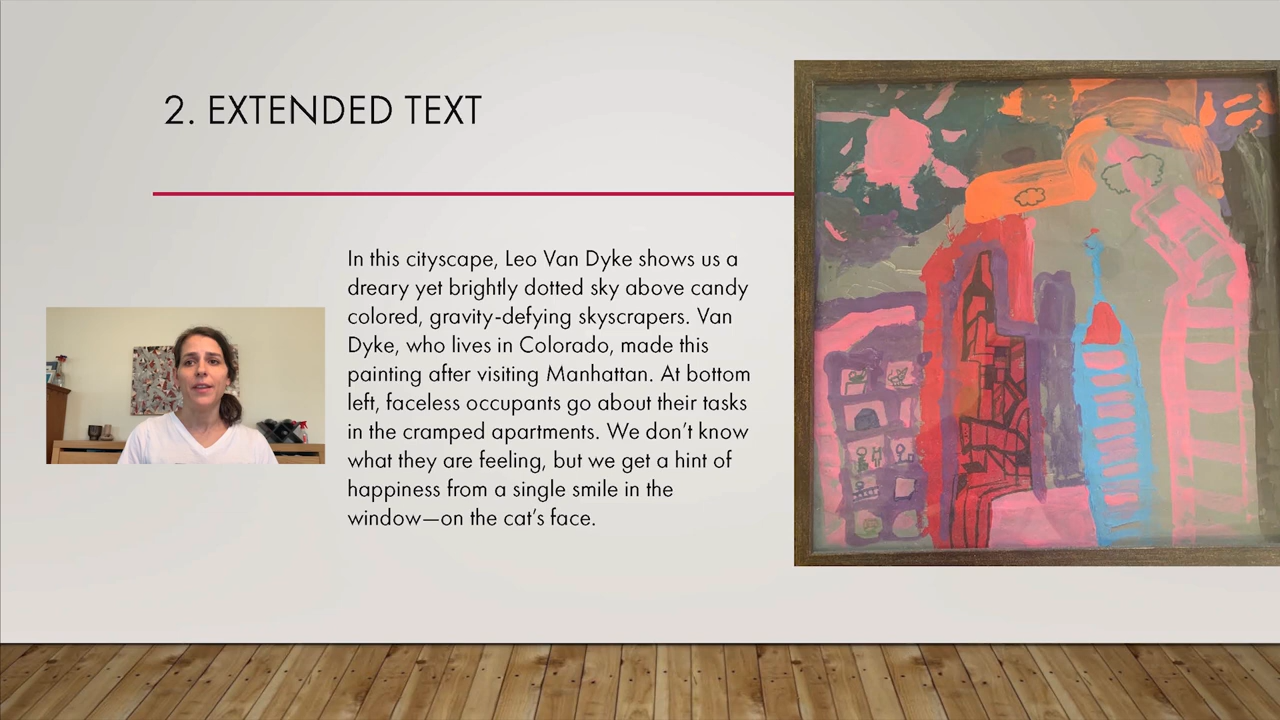 2. EXTENDED TEXT
In this cityscape, Leo Van Dyke shows us a
dreary yet brightly dotted sky above candy
colored, gravity-defying skyscrapers. Van
Dyke, who lives in Colorado, made this
painting after visiting Manhattan. At bottom
left, faceless occupants go about their tasks
in the cramped apartments. We don’t know
what they are feeling, but we get a hint of
happiness from a single smile in the
window—on the cat’s face.